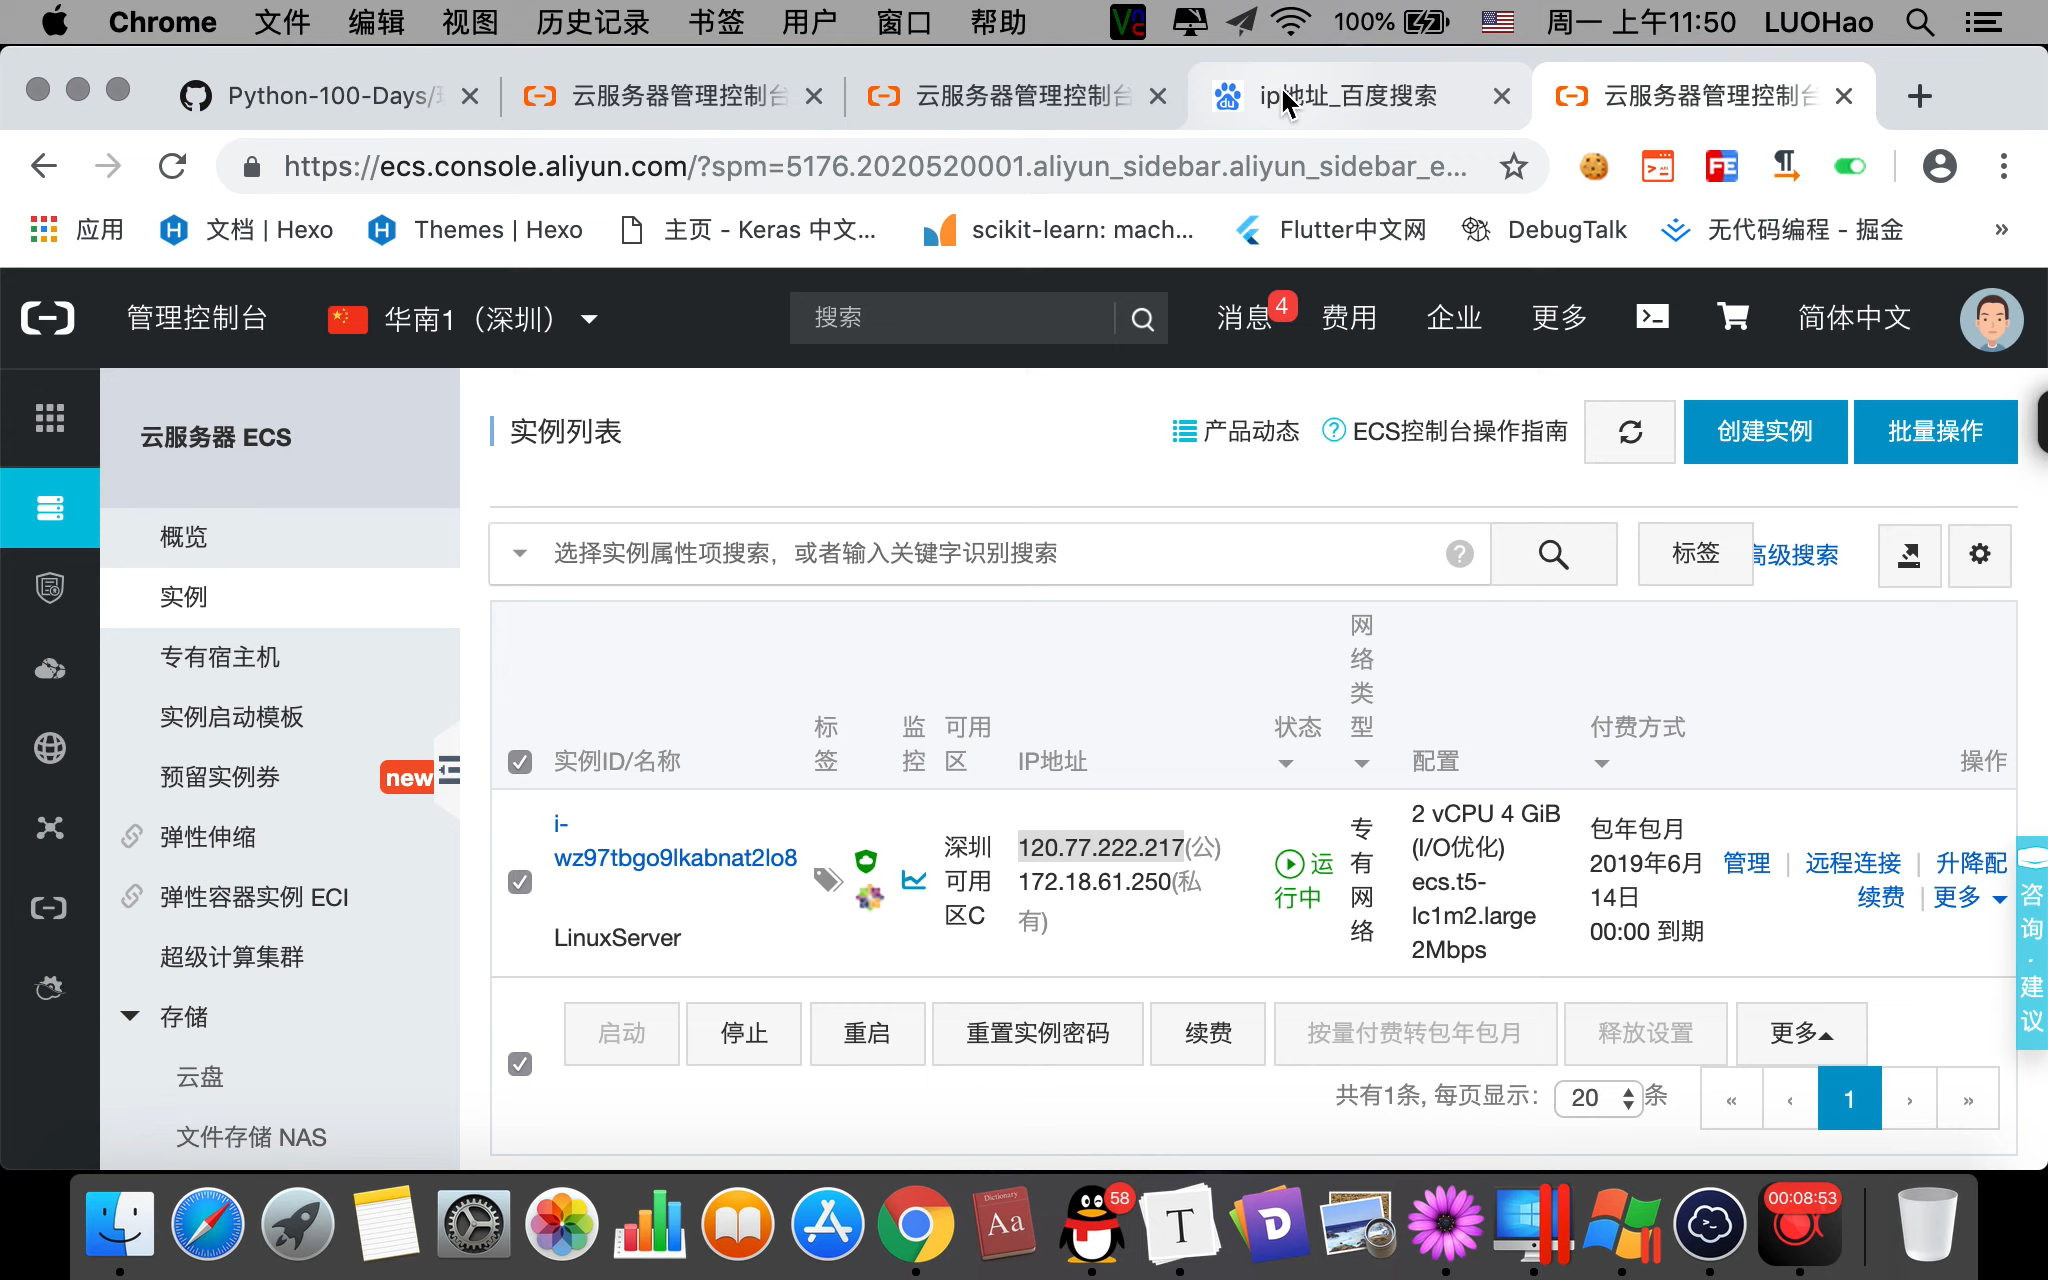 Chrome 文件 编辑 视图 历史记录 书签 用户 窗口 帮助 100% 周一 上午11:50 LUOHao
Python-100-Days/ 云服务器管理控制台 云服务器管理控制台 ip地址_百度搜索 云服务器管理控制台
https://ecs.console.aliyun.com/?spm=5176.2020520001.aliyun_sidebar.aliyun_sidebar_e...
应用 文档 | Hexo Themes | Hexo 主页 - Keras 中文... scikit-learn: mach... Flutter中文网 DebugTalk 无代码编程 - 掘金 »
管理控制台 华南1（深圳） 搜索 消息 4 费用 企业 更多 简体中文
云服务器 ECS
概览
实例
专有宿主机
实例启动模板
预留实例券 new
弹性伸缩
弹性容器实例 ECI
超级计算集群
存储
云盘
文件存储 NAS
实例列表 产品动态 ECS控制台操作指南 创建实例 批量操作
选择实例属性项搜索，或者输入关键字识别搜索 标签 高级搜索
实例ID/名称 标签 监控 可用区 IP地址 状态 网络类型 配置 付费方式 操作
i-
wz97tbgo9lkabnat2lo8
LinuxServer
深圳
可用
区C
120.77.222.217(公)
172.18.61.250(私
有)
运
行中
专
有
网
络
2 vCPU 4 GiB
(I/O优化)
ecs.t5-
lc1m2.large
2Mbps
包年包月
2019年6月
14日
00:00 到期
管理 | 远程连接 | 升降配
续费 | 更多
启动 停止 重启 重置实例密码 续费 按量付费转包年包月 释放设置 更多
共有1条, 每页显示: 20 条 « ‹ 1 › »
咨询·建议
Dictionary
Aa
58
T
D
00:08:53